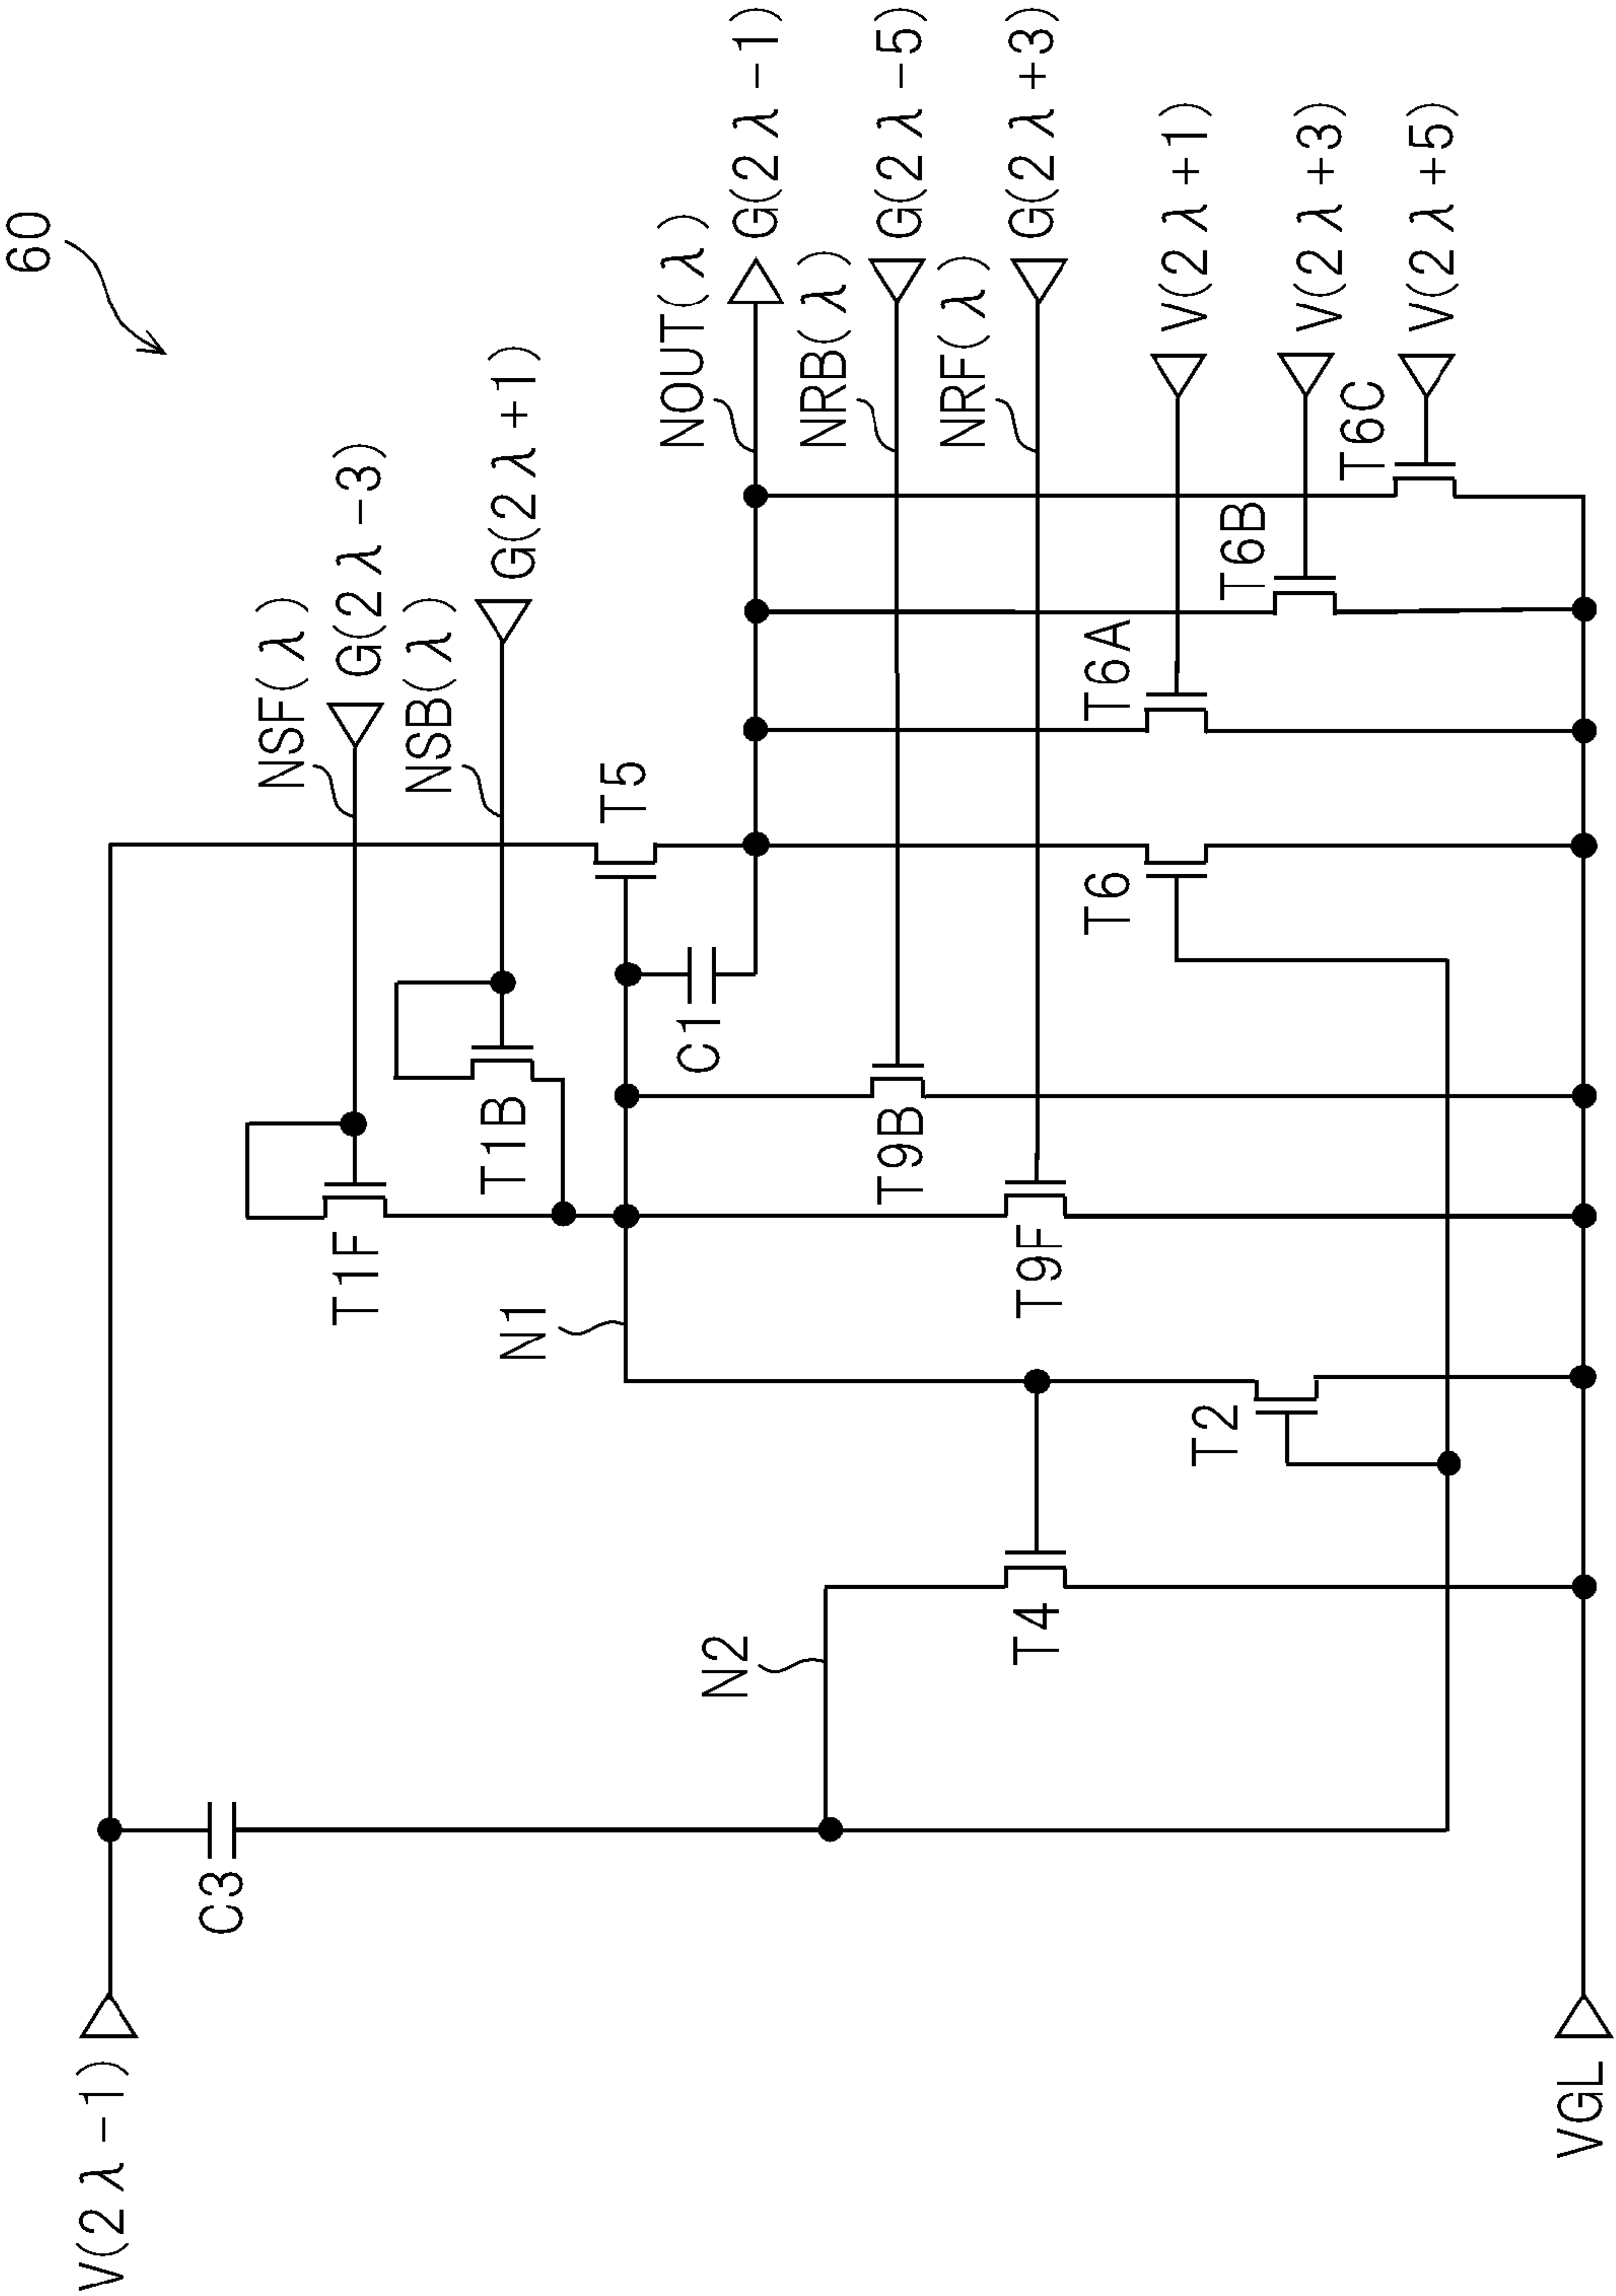 60
V(2λ-1)
C3
VGL
N2
T4
T2
N1
T1F
NSF(λ)
G(2λ-3)
T1B
NSB(λ)
G(2λ+1)
T9F
T9B
C1
T5
T6
NOUT(λ)
G(2λ-1)
NRB(λ)
G(2λ-5)
NRF(λ)
G(2λ+3)
T6A
V(2λ+1)
T6B
V(2λ+3)
T6C
V(2λ+5)